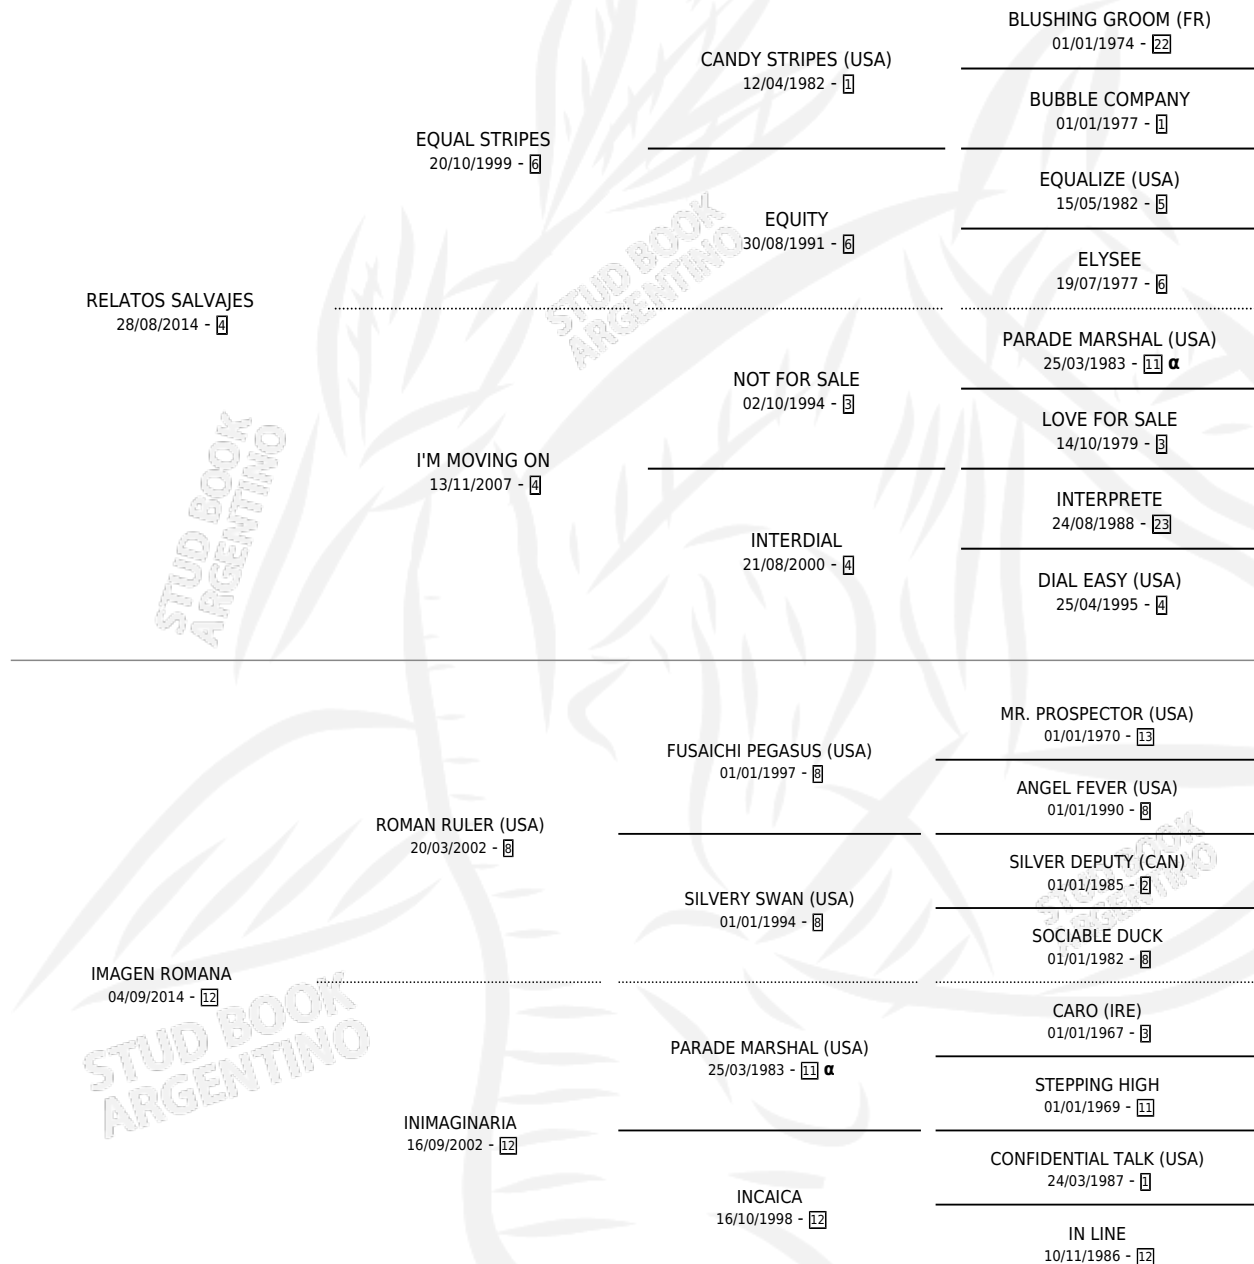 BLUSHING GROOM (FR)
01/01/1974 - 22
CANDY STRIPES (USA)
12/04/1982 - 1
BUBBLE COMPANY
01/01/1977 - 1
EQUAL STRIPES
20/10/1999 - 6
EQUALIZE (USA)
15/05/1982 - 5
EQUITY
30/08/1991 - 6
ELYSEE
19/07/1977 - 6
RELATOS SALVAJES
28/08/2014 - 4
PARADE MARSHAL (USA)
25/03/1983 - 11 α
NOT FOR SALE
02/10/1994 - 3
LOVE FOR SALE
14/10/1979 - 3
I'M MOVING ON
13/11/2007 - 4
INTERPRETE
24/08/1988 - 23
INTERDIAL
21/08/2000 - 4
DIAL EASY (USA)
25/04/1995 - 4
STUD BOOK
ARGENTINO
STUD BOOK
ARGENTINO
MR. PROSPECTOR (USA)
01/01/1970 - 13
FUSAICHI PEGASUS (USA)
01/01/1997 - 8
ANGEL FEVER (USA)
01/01/1990 - 8
ROMAN RULER (USA)
20/03/2002 - 8
SILVER DEPUTY (CAN)
01/01/1985 - 2
SILVERY SWAN (USA)
01/01/1994 - 8
SOCIABLE DUCK
01/01/1982 - 8
IMAGEN ROMANA
04/09/2014 - 12
CARO (IRE)
01/01/1967 - 3
PARADE MARSHAL (USA)
25/03/1983 - 11 α
STEPPING HIGH
01/01/1969 - 11
INIMAGINARIA
16/09/2002 - 12
CONFIDENTIAL TALK (USA)
24/03/1987 - 1
INCAICA
16/10/1998 - 12
IN LINE
10/11/1986 - 12
STUD BOOK
ARGENTINO
STUD BOOK
ARGENTINO